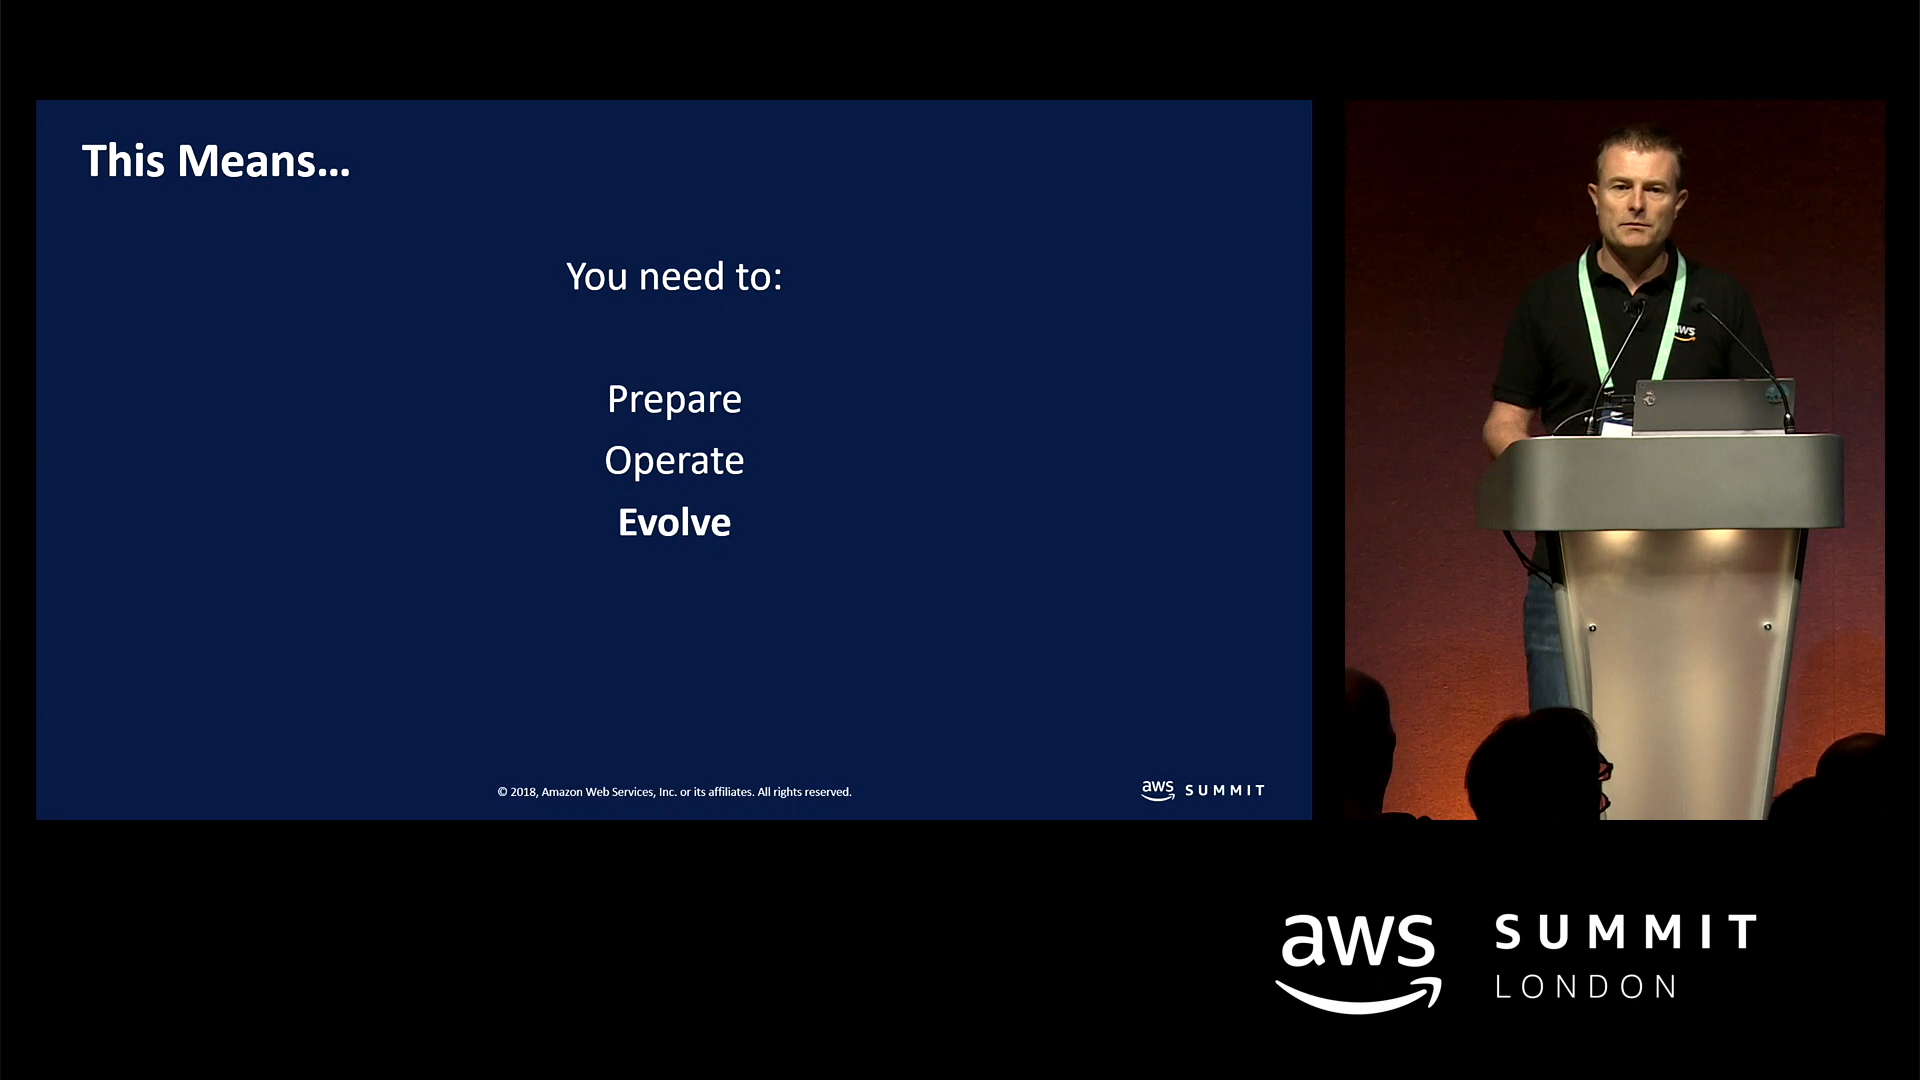 This Means...
You need to:
Prepare
Operate
Evolve
© 2018, Amazon Web Services, Inc. or its affiliates. All rights reserved.
aws SUMMIT
aws
aws SUMMIT
LONDON